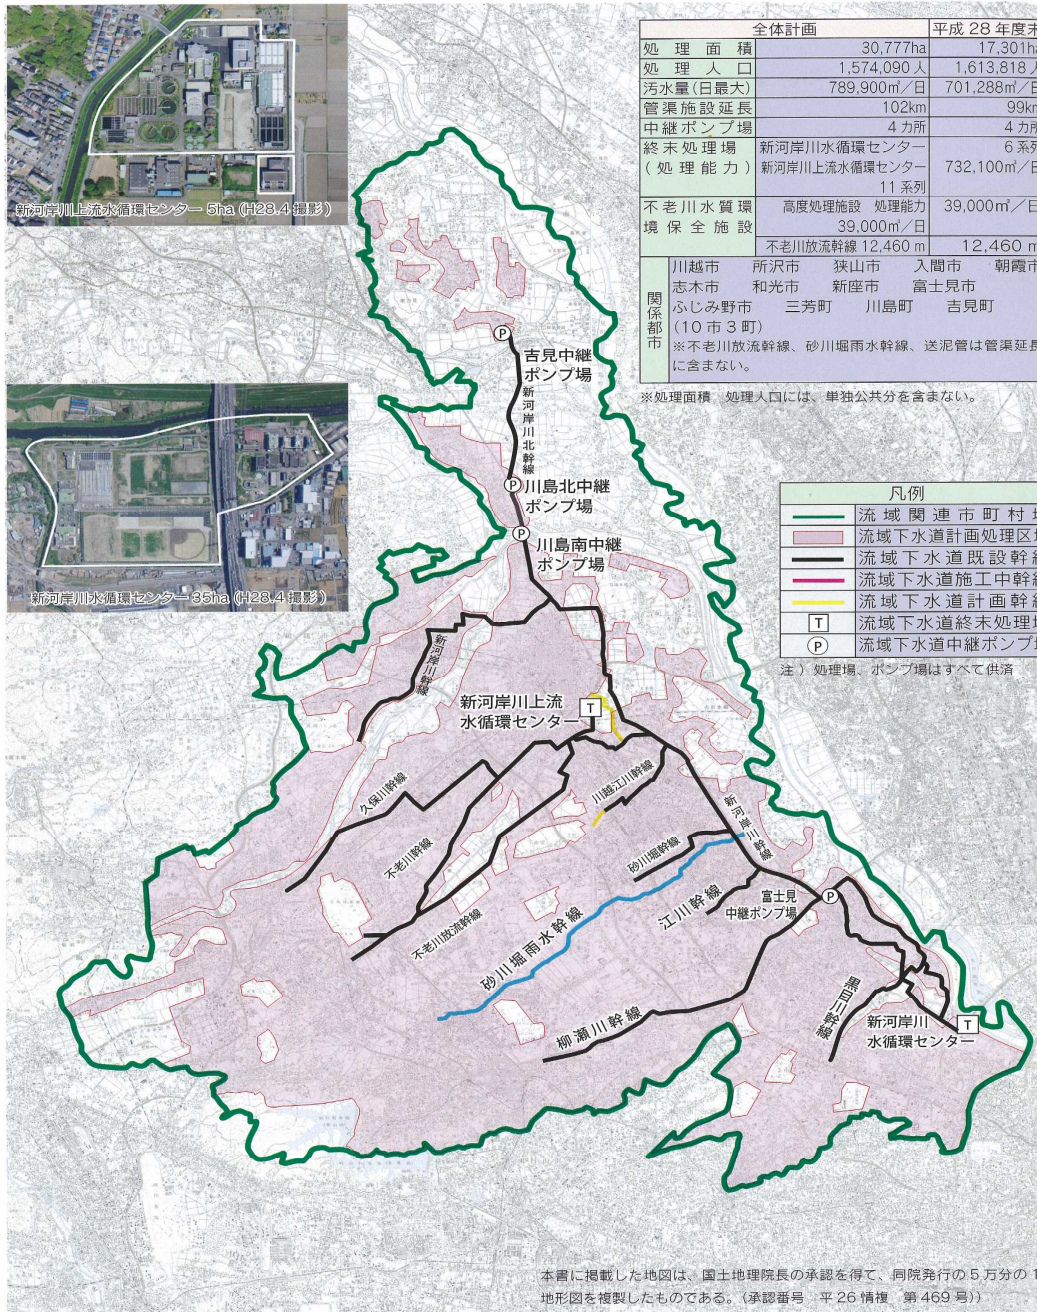 新河岸川上流水循環センター 5ha (H28.4 撮影)
新河岸川水循環センター 35ha (H28.4 撮影)
全体計画 平成 28 年度末
処理面積 30,777ha 17,301ha
処理人口 1,574,090 人 1,613,818 人
汚水量(日最大) 789,900㎥/日 701,288㎥/日
管渠施設延長 102km 99km
中継ポンプ場 4 カ所 4 カ所
終末処理場 新河岸川水循環センター 6 系列
(処理能力) 新河岸川上流水循環センター 732,100㎥/日
11 系列
不老川水質環 高度処理施設 処理能力 39,000㎥/日
境保全施設 39,000㎥/日
不老川放流幹線 12,460 m 12,460 m
関係都市
川越市 所沢市 狭山市 入間市 朝霞市
志木市 和光市 新座市 富士見市
ふじみ野市 三芳町 川島町 吉見町
(10 市 3 町)
※不老川放流幹線、砂川堀雨水幹線、送泥管は管渠延長
に含まない。
※処理面積 処理人口には、単独公共分を含まない。
凡例
流域関連市町村
流域下水道計画処理区
流域下水道既設幹線
流域下水道施工中幹線
流域下水道計画幹線
T 流域下水道終末処理場
P 流域下水道中継ポンプ場
注 ) 処理場、ポンプ場はすべて供済
P
吉見中継
ポンプ場
新河岸川北幹線
P
川島北中継
ポンプ場
P
川島南中継
ポンプ場
新河岸川幹線
新河岸川上流
水循環センター
T
久保川幹線
川越江川幹線
新河岸川幹線
不老川幹線
砂川堀幹線
不老川放流幹線
砂川堀雨水幹線
江川幹線
富士見
中継ポンプ場
P
柳瀬川幹線
黒目川幹線
新河岸川
水循環センター
T
本書に掲載した地図は、国土地理院長の承認を得て、同院発行の 5 万分の 1
地形図を複製したものである。(承認番号 平 26 情複 第 469 号))